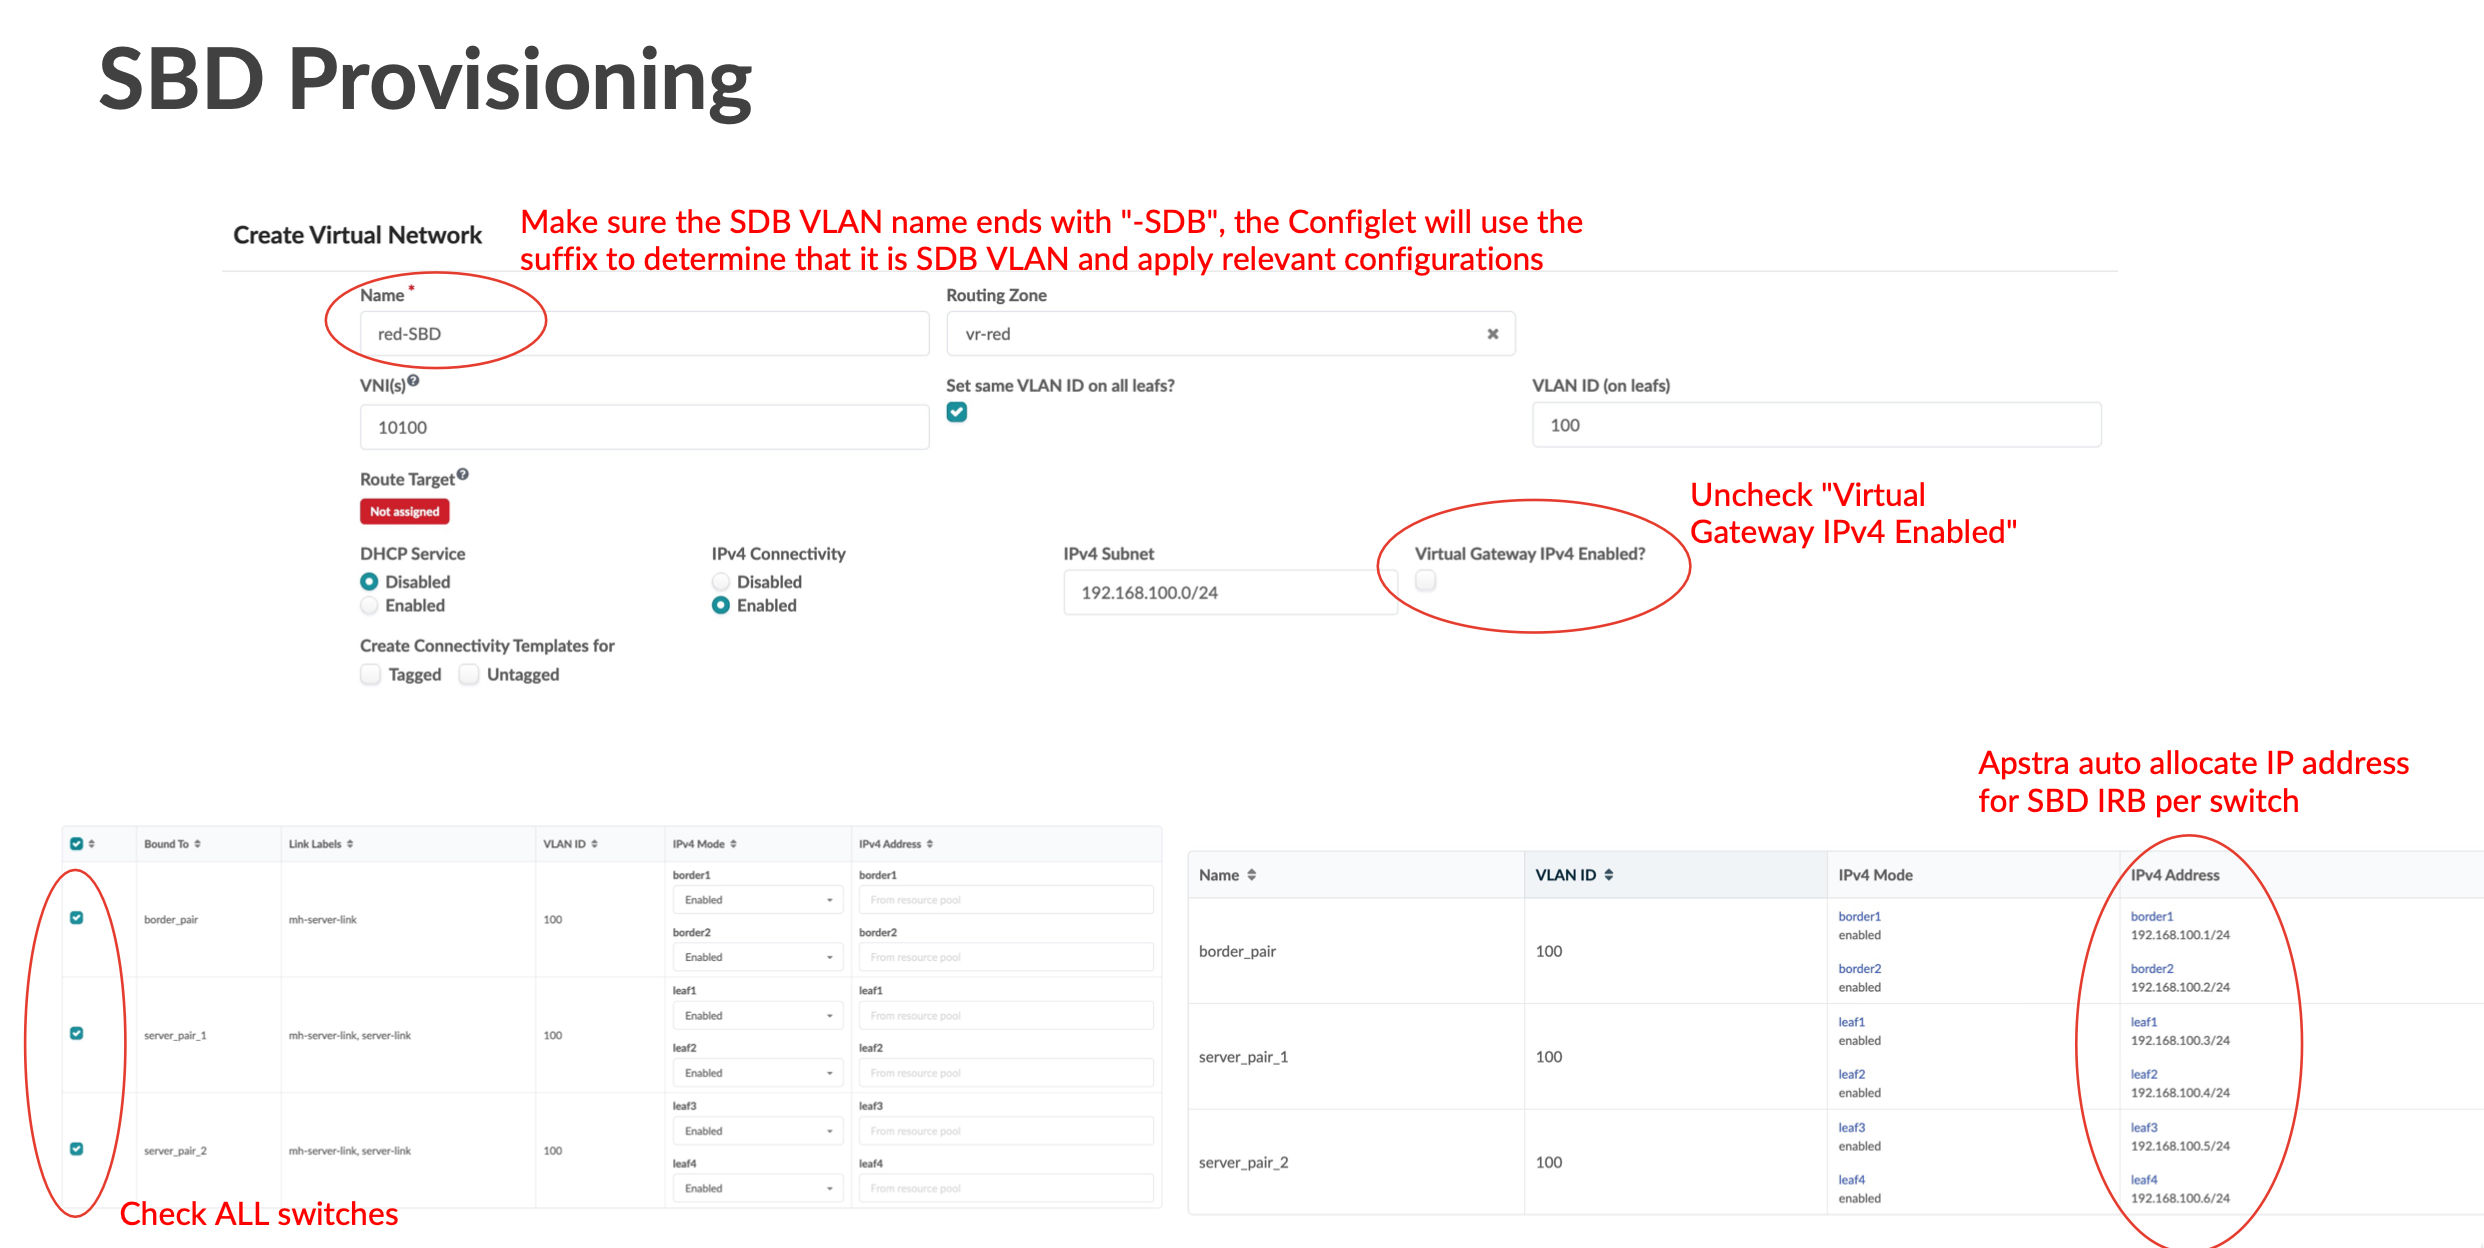 SBD Provisioning
Make sure the SDB VLAN name ends with "-SDB", the Configlet will use the
suffix to determine that it is SDB VLAN and apply relevant configurations
Create Virtual Network
Name *
red-SBD
Routing Zone
vr-red
VNI(s)
10100
Set same VLAN ID on all leafs?
VLAN ID (on leafs)
100
Route Target
Not assigned
Uncheck "Virtual
Gateway IPv4 Enabled"
DHCP Service
Disabled
Enabled
IPv4 Connectivity
Disabled
Enabled
IPv4 Subnet
192.168.100.0/24
Virtual Gateway IPv4 Enabled?
Create Connectivity Templates for
Tagged Untagged
Apstra auto allocate IP address
for SBD IRB per switch
Bound To Link Labels VLAN ID IPv4 Mode IPv4 Address
border_pair mh-server-link 100
border1 border1
Enabled From resource pool
border2 border2
Enabled From resource pool
server_pair_1 mh-server-link, server-link 100
leaf1 leaf1
Enabled From resource pool
leaf2 leaf2
Enabled From resource pool
server_pair_2 mh-server-link, server-link 100
leaf3 leaf3
Enabled From resource pool
leaf4 leaf4
Enabled From resource pool
Check ALL switches
Name VLAN ID IPv4 Mode IPv4 Address
border_pair 100
border1 border1
enabled 192.168.100.1/24
border2 border2
enabled 192.168.100.2/24
server_pair_1 100
leaf1 leaf1
enabled 192.168.100.3/24
leaf2 leaf2
enabled 192.168.100.4/24
server_pair_2 100
leaf3 leaf3
enabled 192.168.100.5/24
leaf4 leaf4
enabled 192.168.100.6/24